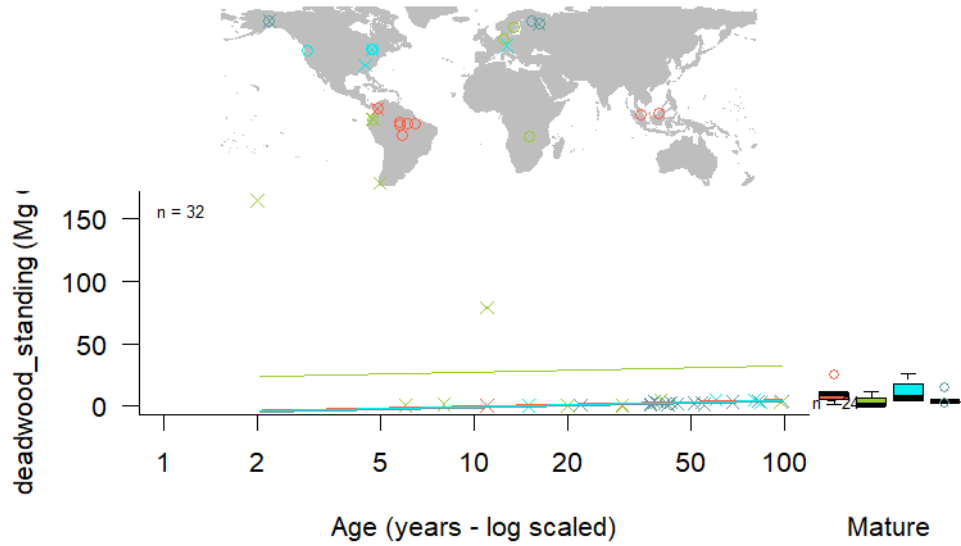 deadwood_standing (Mg
n = 32
150
100
50
0
n = 24
1
2
5
10
20
50
100
Age (years - log scaled)
Mature